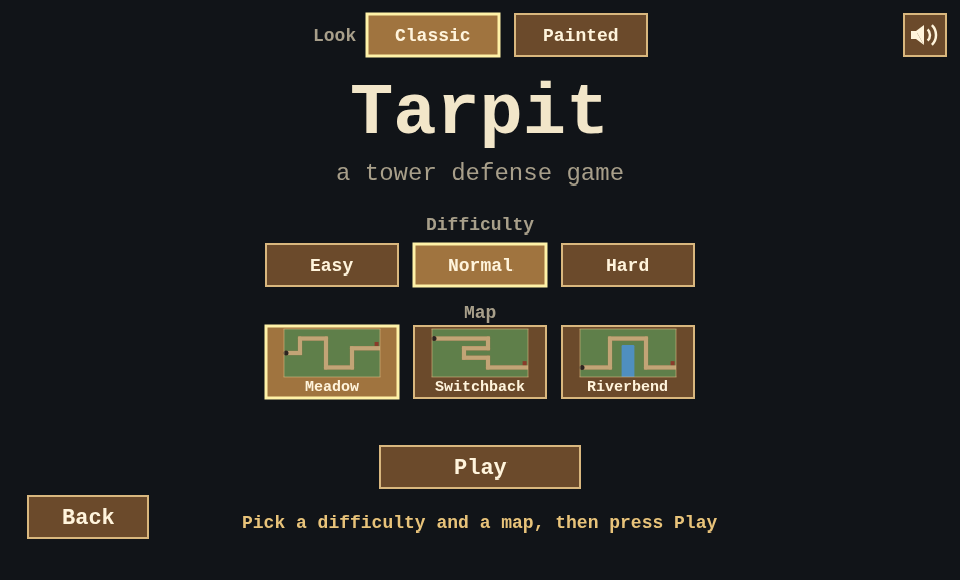 Look Classic Painted
Tarpit
a tower defense game
Difficulty
Easy Normal Hard
Map
Meadow Switchback Riverbend
Play
Back
Pick a difficulty and a map, then press Play